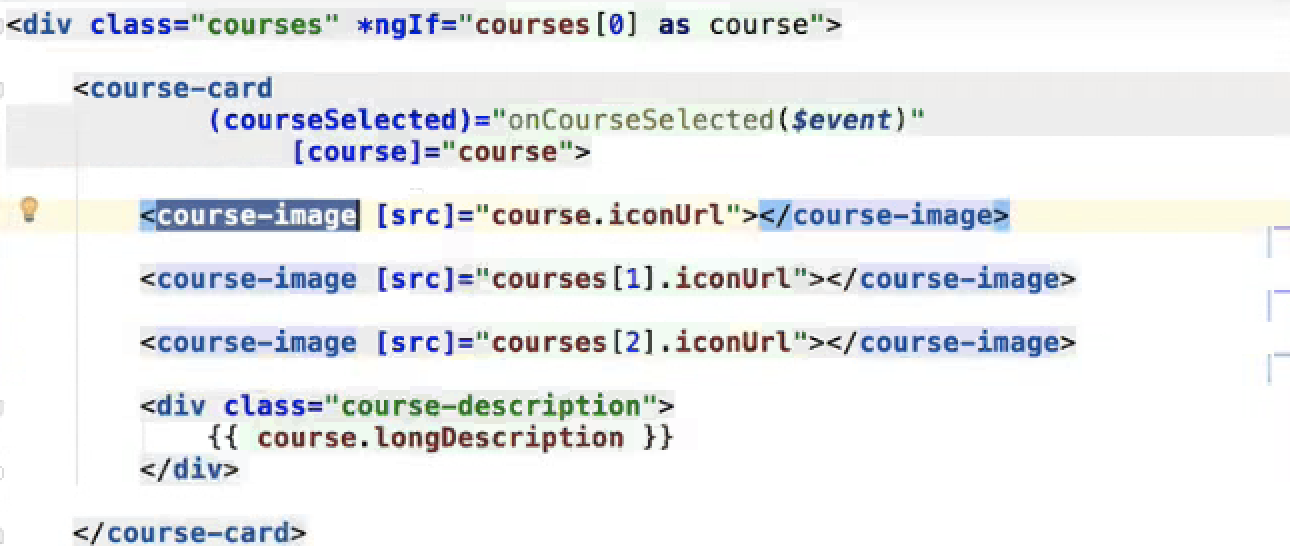 <div class="courses" *ngIf="courses[0] as course">
<course-card
(courseSelected)="onCourseSelected($event)"
[course]="course">
<course-image [src]="course.iconUrl"></course-image>
<course-image [src]="courses[1].iconUrl"></course-image>
<course-image [src]="courses[2].iconUrl"></course-image>
<div class="course-description">
{{ course.longDescription }}
</div>
</course-card>